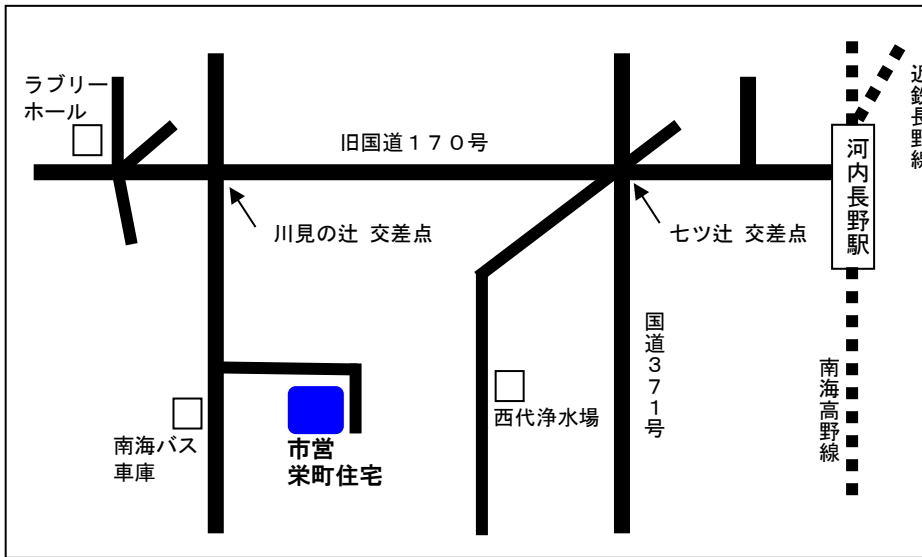 ラブリー
ホール
旧国道１７０号
近鉄長野線
河内長野駅
川見の辻 交差点
七ツ辻 交差点
国道３７１号
南海高野線
西代浄水場
南海バス
車庫
市営
栄町住宅